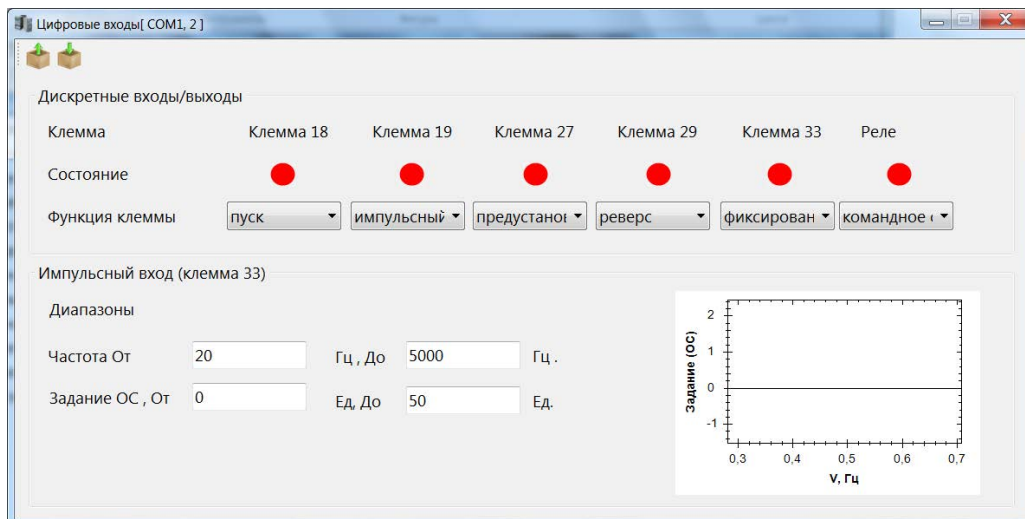 Цифровые входы[ COM1, 2 ]
Дискретные входы/выходы
Клемма Клемма 18 Клемма 19 Клемма 27 Клемма 29 Клемма 33 Реле
Состояние
Функция клеммы пуск импульсный предустано реверс фиксирован командное
Импульсный вход (клемма 33)
Диапазоны
Частота От 20 Гц , До 5000 Гц .
Задание ОС , От 0 Ед, До 50 Ед.
Задание (ОС)
2
1
0
-1
0,3 0,4 0,5 0,6 0,7
V, Гц